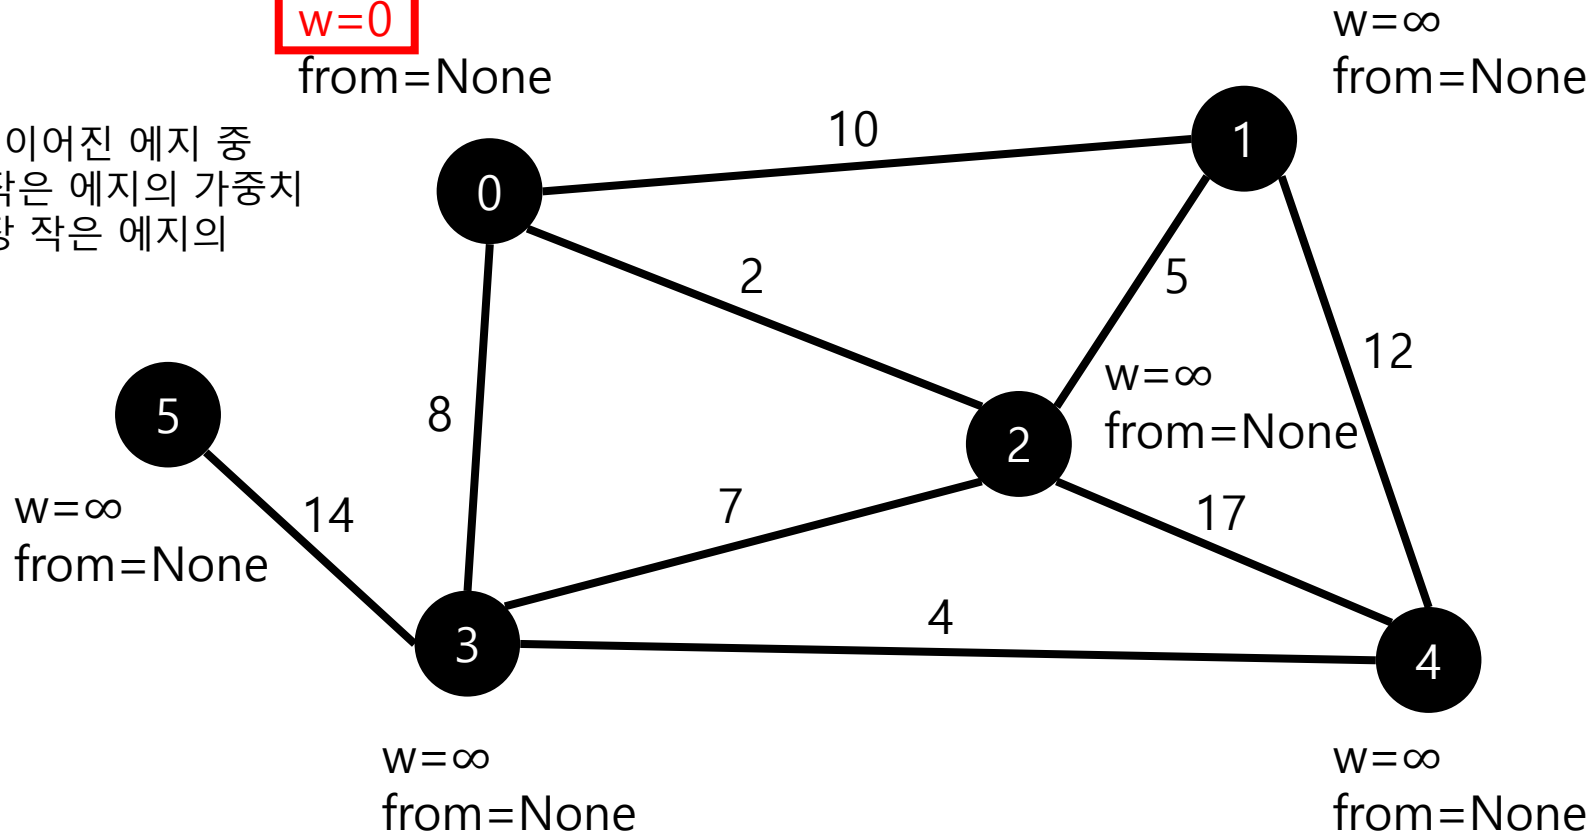 w=0
from=None
w=∞
from=None
이어진 에지 중
작은 에지의 가중치
작은 에지의
10
0
1
2
5
12
8
5
w=∞
from=None
2
w=∞
from=None
14
7
17
3
4
4
w=∞
from=None
w=∞
from=None